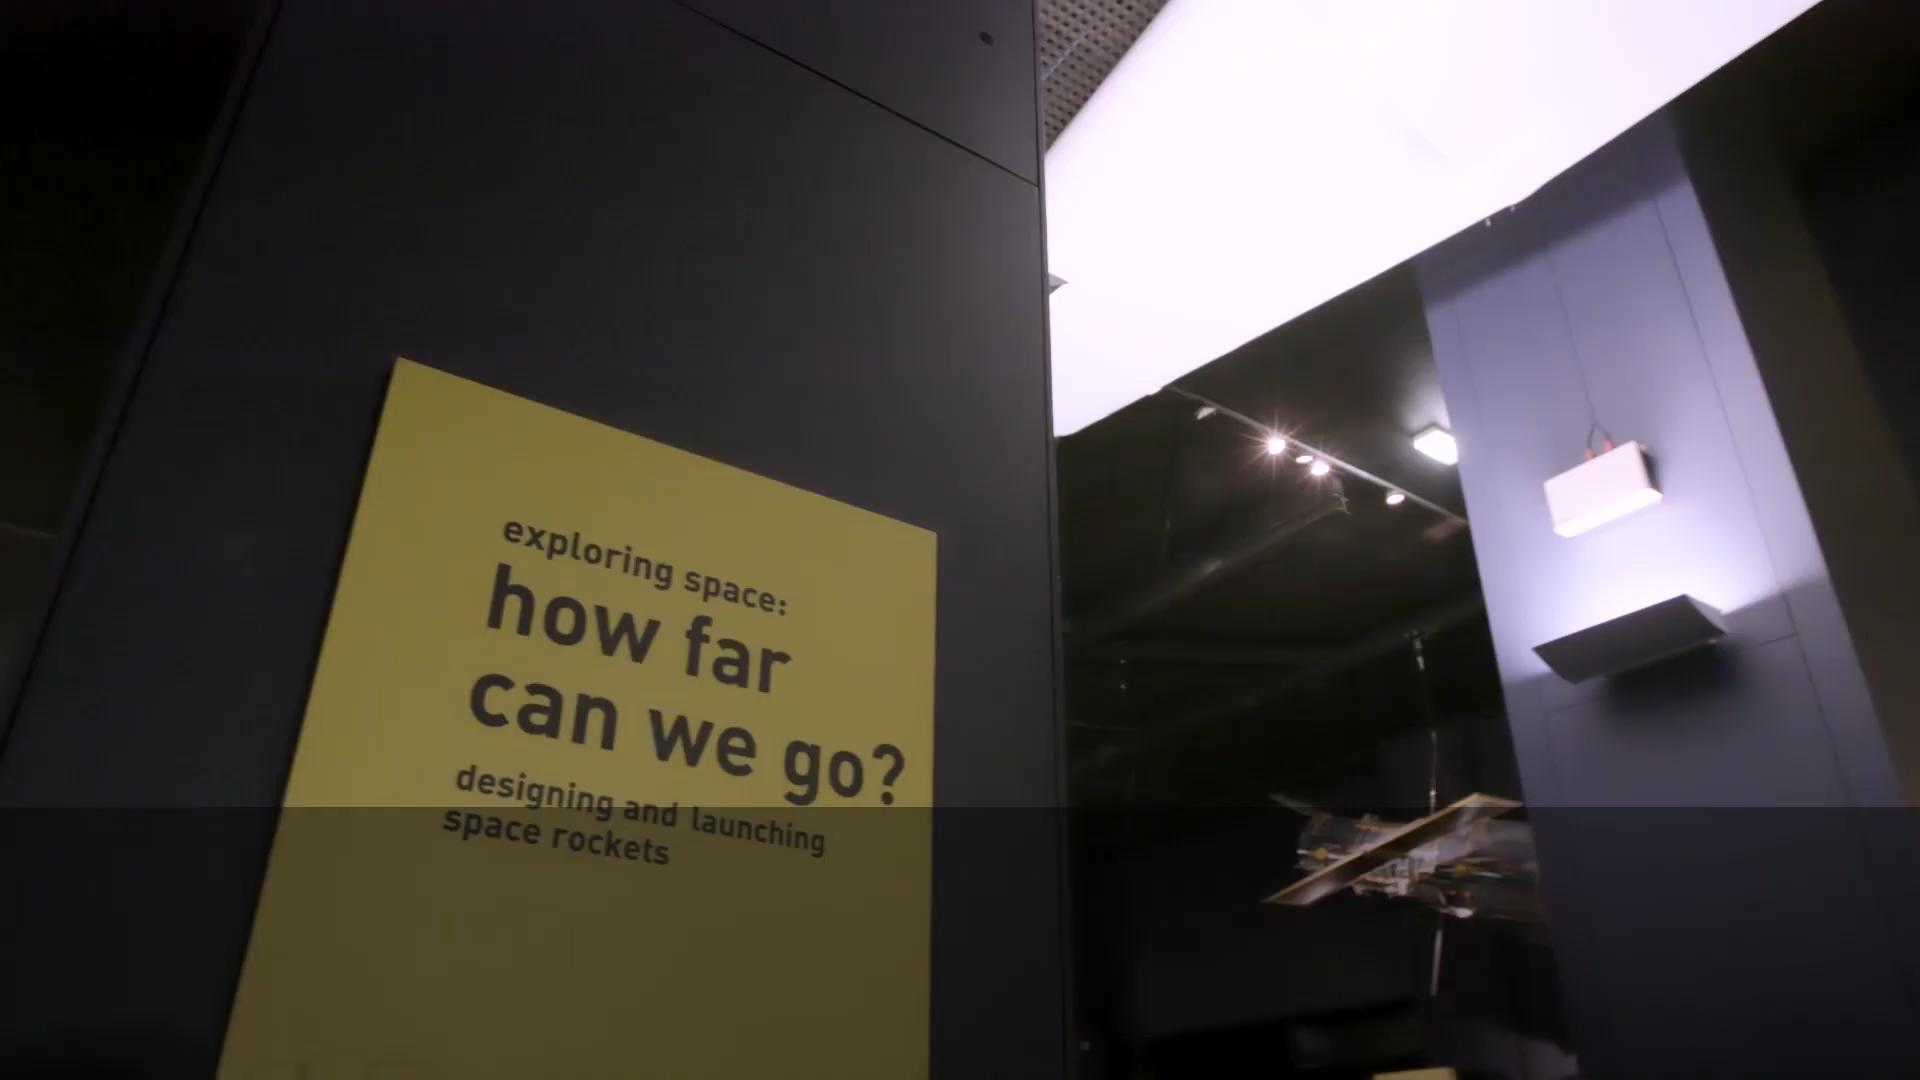 exploring space:
how far
can we go?
designing and launching
space rockets